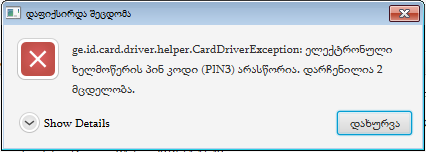 დაფიქსირდა შეცდომა
ge.id.card.driver.helper.CardDriverException: ელექტრონული
ხელმოწერის პინ კოდი (PIN3) არასწორია. დარჩენილია 2
მცდელობა.
Show Details
დახურვა